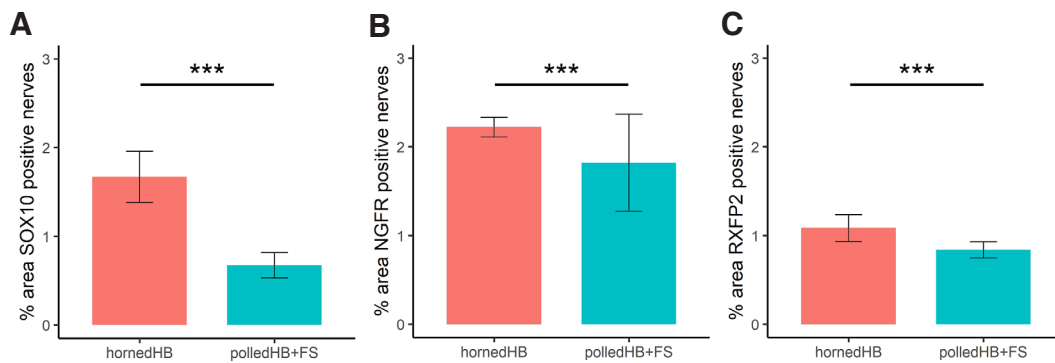 A
% area SOX10 positive nerves
3
2
1
0
***
hornedHB
polledHB+FS
B
% area NGFR positive nerves
3
2
1
0
***
hornedHB
polledHB+FS
C
% area RXFP2 positive nerves
3
2
1
0
***
hornedHB
polledHB+FS